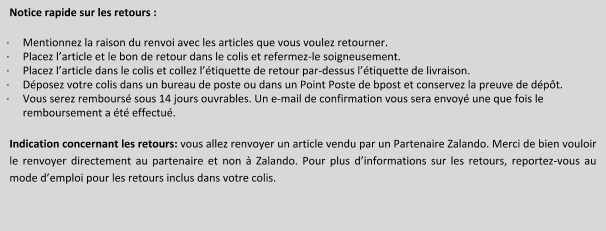 Notice rapide sur les retours :
· Mentionnez la raison du renvoi avec les articles que vous voulez retourner.
· Placez l’article et le bon de retour dans le colis et refermez-le soigneusement.
· Placez l’article dans le colis et collez l’étiquette de retour par-dessus l’étiquette de livraison.
· Déposez votre colis dans un bureau de poste ou dans un Point Poste de bpost et conservez la preuve de dépôt.
· Vous serez remboursé sous 14 jours ouvrables. Un e-mail de confirmation vous sera envoyé une que fois le
remboursement a été effectué.
Indication concernant les retours: vous allez renvoyer un article vendu par un Partenaire Zalando. Merci de bien vouloir
le renvoyer directement au partenaire et non à Zalando. Pour plus d’informations sur les retours, reportez-vous au
mode d’emploi pour les retours inclus dans votre colis.